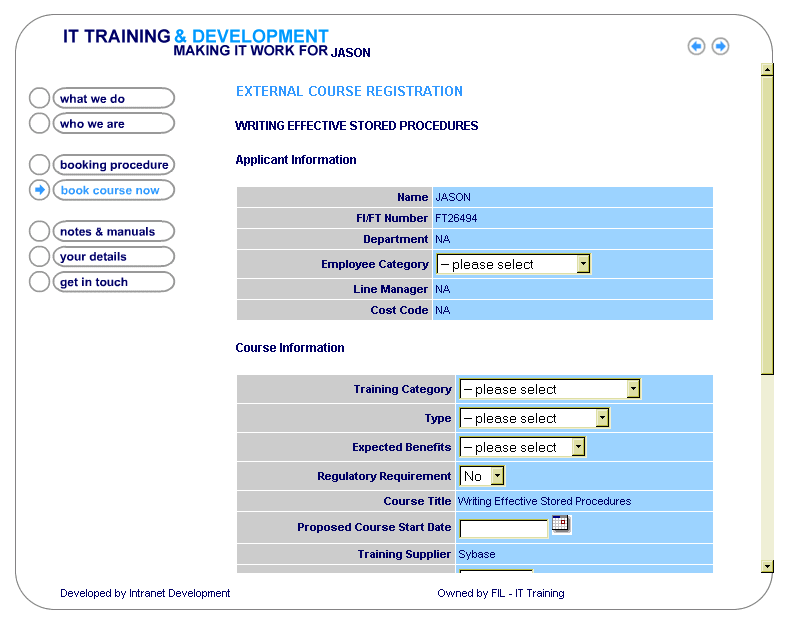 IT TRAINING & DEVELOPMENT
MAKING IT WORK FOR JASON
what we do
who we are
booking procedure
book course now
notes & manuals
your details
get in touch
EXTERNAL COURSE REGISTRATION
WRITING EFFECTIVE STORED PROCEDURES
Applicant Information
Name JASON
FI/FT Number FT26494
Department NA
Employee Category -- please select
Line Manager NA
Cost Code NA
Course Information
Training Category -- please select
Type -- please select
Expected Benefits -- please select
Regulatory Requirement No
Course Title Writing Effective Stored Procedures
Proposed Course Start Date
Training Supplier Sybase
Developed by Intranet Development
Owned by FIL - IT Training